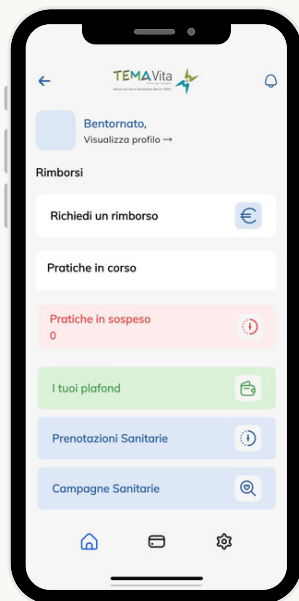 TEMAVita
Bentornato,
Visualizza profilo →
Rimborsi
Richiedi un rimborso
Pratiche in corso
Pratiche in sospeso
0
I tuoi plafond
Prenotazioni Sanitarie
Campagne Sanitarie